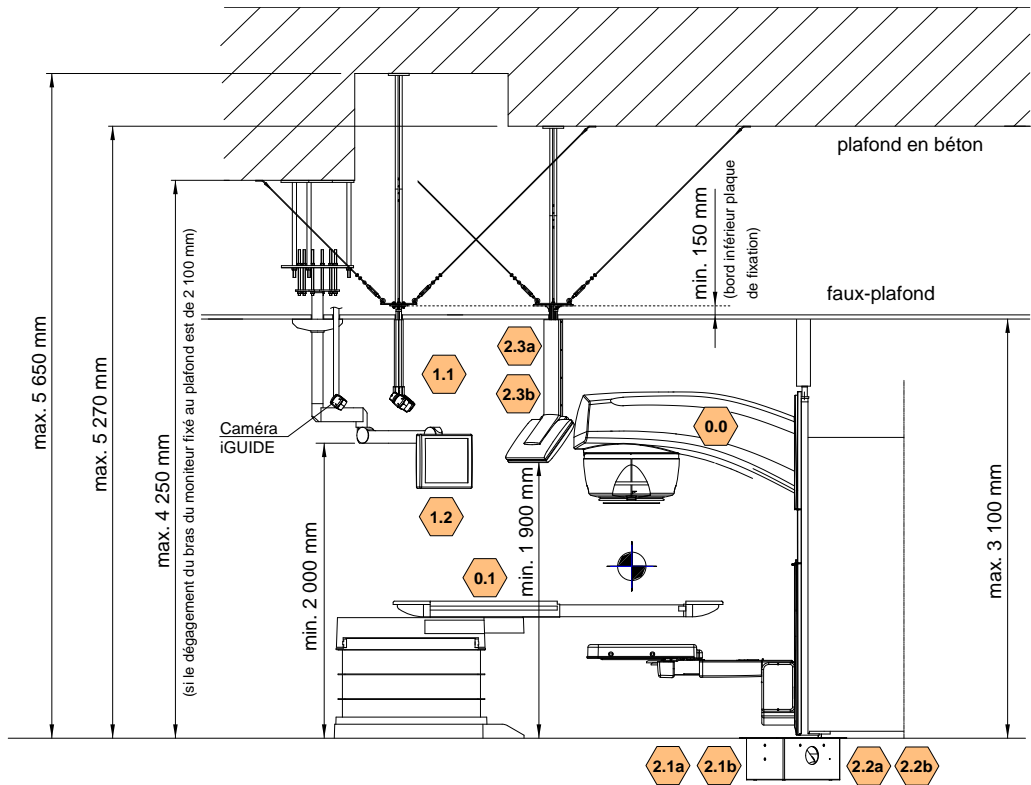 plafond en béton
min. 150 mm
(bord inférieur plaque
de fixation)
faux-plafond
max. 5 650 mm
max. 5 270 mm
max. 4 250 mm
(si le dégagement du bras du moniteur fixé au plafond est de 2 100 mm)
2.3a
1.1
2.3b
0.0
Caméra
iGUIDE
1.2
min. 2 000 mm
min. 1 900 mm
max. 3 100 mm
0.1
2.1a
2.1b
2.2a
2.2b